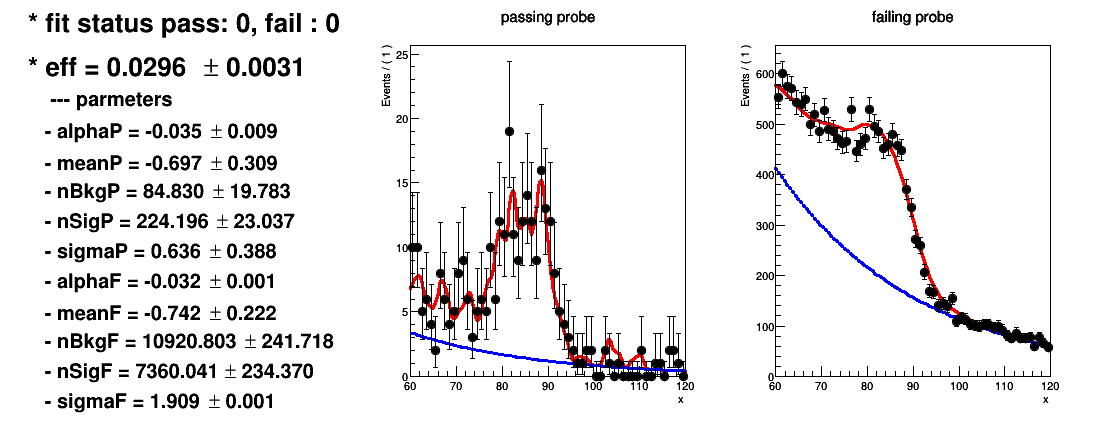 * fit status pass: 0, fail : 0
* eff = 0.0296 ± 0.0031
--- parmeters
- alphaP = -0.035 ± 0.009
- meanP = -0.697 ± 0.309
- nBkgP = 84.830 ± 19.783
- nSigP = 224.196 ± 23.037
- sigmaP = 0.636 ± 0.388
- alphaF = -0.032 ± 0.001
- meanF = -0.742 ± 0.222
- nBkgF = 10920.803 ± 241.718
- nSigF = 7360.041 ± 234.370
- sigmaF = 1.909 ± 0.001
passing probe
Events / ( 1 )
25
20
15
10
5
0
60 70 80 90 100 110 120
x
failing probe
Events / ( 1 )
600
500
400
300
200
100
0
60 70 80 90 100 110 120
x